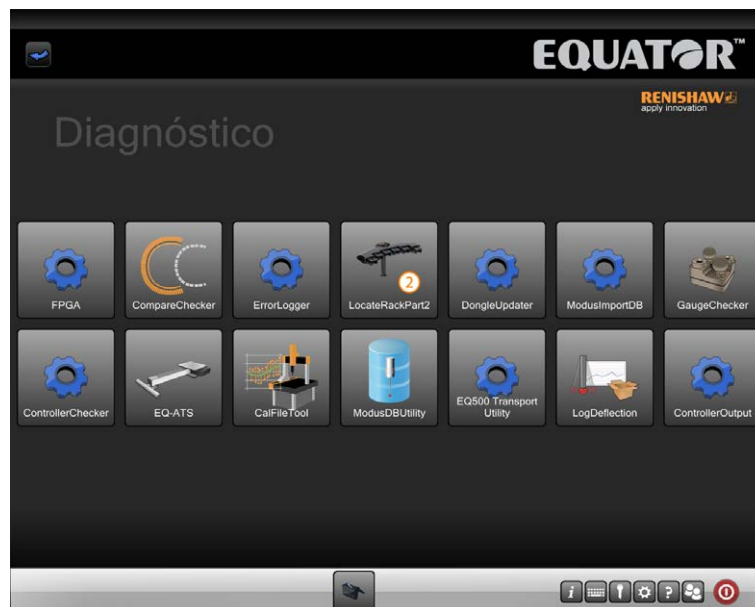 EQUATOR™
RENISHAW
apply innovation
Diagnóstico
FPGA
CompareChecker
ErrorLogger
2
LocateRackPart2
DongleUpdater
ModusImportDB
GaugeChecker
ControllerChecker
EQ-ATS
CalFileTool
ModusDBUtility
EQ500 Transport
Utility
LogDeflection
ControllerOutput
i
?